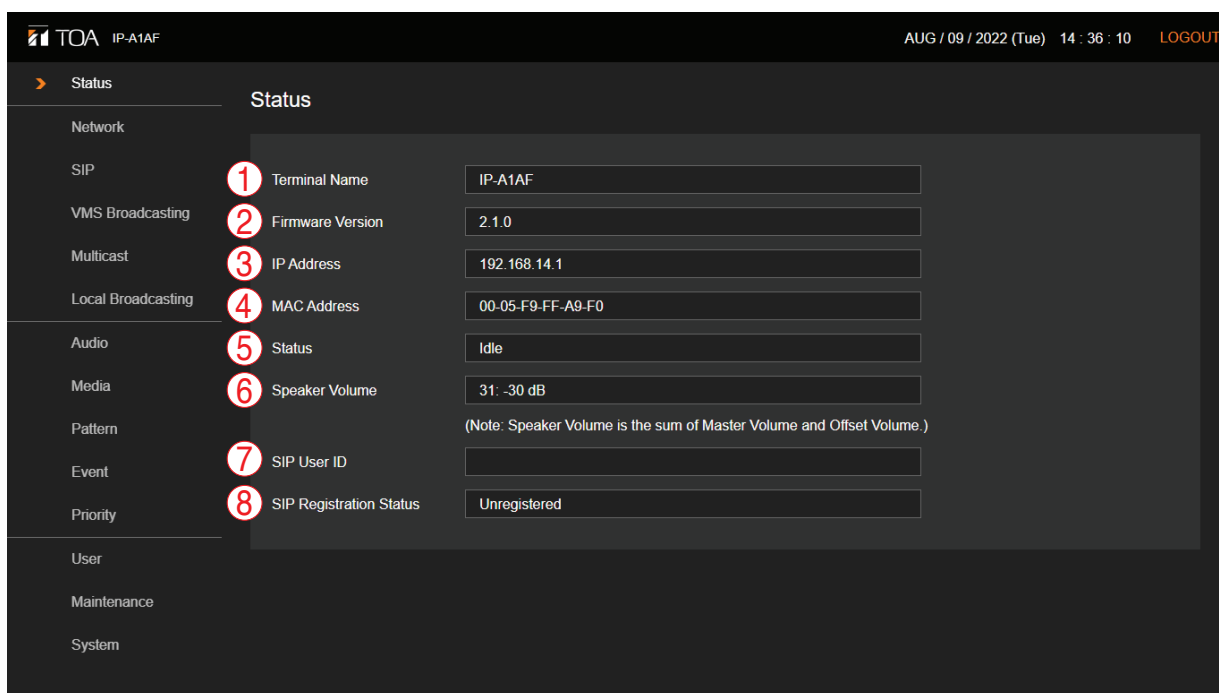 TOA IP-A1AF AUG / 09 / 2022 (Tue) 14 : 36 : 10 LOGOUT
Status
Network
SIP
VMS Broadcasting
Multicast
Local Broadcasting
Audio
Media
Pattern
Event
Priority
User
Maintenance
System
Status
1 Terminal Name IP-A1AF
2 Firmware Version 2.1.0
3 IP Address 192.168.14.1
4 MAC Address 00-05-F9-FF-A9-F0
5 Status Idle
6 Speaker Volume 31: -30 dB
(Note: Speaker Volume is the sum of Master Volume and Offset Volume.)
7 SIP User ID
8 SIP Registration Status Unregistered